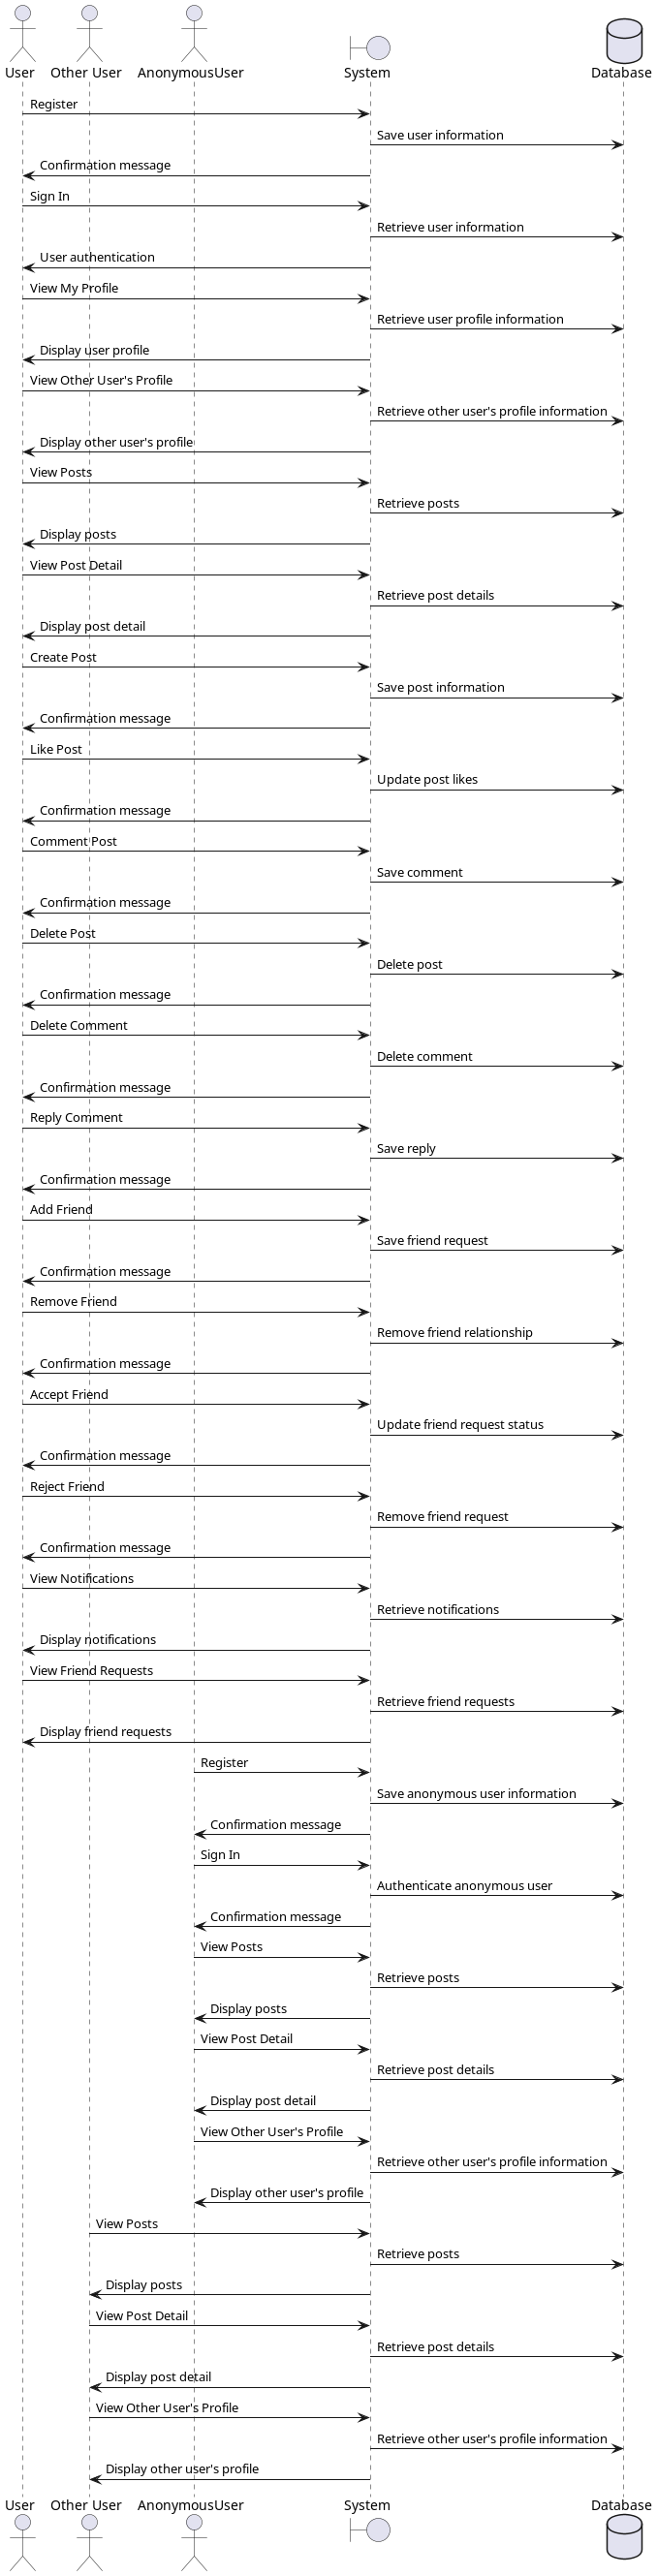 User Other User AnonymousUser System Database
Register
Save user information
Confirmation message
Sign In
Retrieve user information
User authentication
View My Profile
Retrieve user profile information
Display user profile
View Other User's Profile
Retrieve other user's profile information
Display other user's profile
View Posts
Retrieve posts
Display posts
View Post Detail
Retrieve post details
Display post detail
Create Post
Save post information
Confirmation message
Like Post
Update post likes
Confirmation message
Comment Post
Save comment
Confirmation message
Delete Post
Delete post
Confirmation message
Delete Comment
Delete comment
Confirmation message
Reply Comment
Save reply
Confirmation message
Add Friend
Save friend request
Confirmation message
Remove Friend
Remove friend relationship
Confirmation message
Accept Friend
Update friend request status
Confirmation message
Reject Friend
Remove friend request
Confirmation message
View Notifications
Retrieve notifications
Display notifications
View Friend Requests
Retrieve friend requests
Display friend requests
Register
Save anonymous user information
Confirmation message
Sign In
Authenticate anonymous user
Confirmation message
View Posts
Retrieve posts
Display posts
View Post Detail
Retrieve post details
Display post detail
View Other User's Profile
Retrieve other user's profile information
Display other user's profile
View Posts
Retrieve posts
Display posts
View Post Detail
Retrieve post details
Display post detail
View Other User's Profile
Retrieve other user's profile information
Display other user's profile
User Other User AnonymousUser System Database